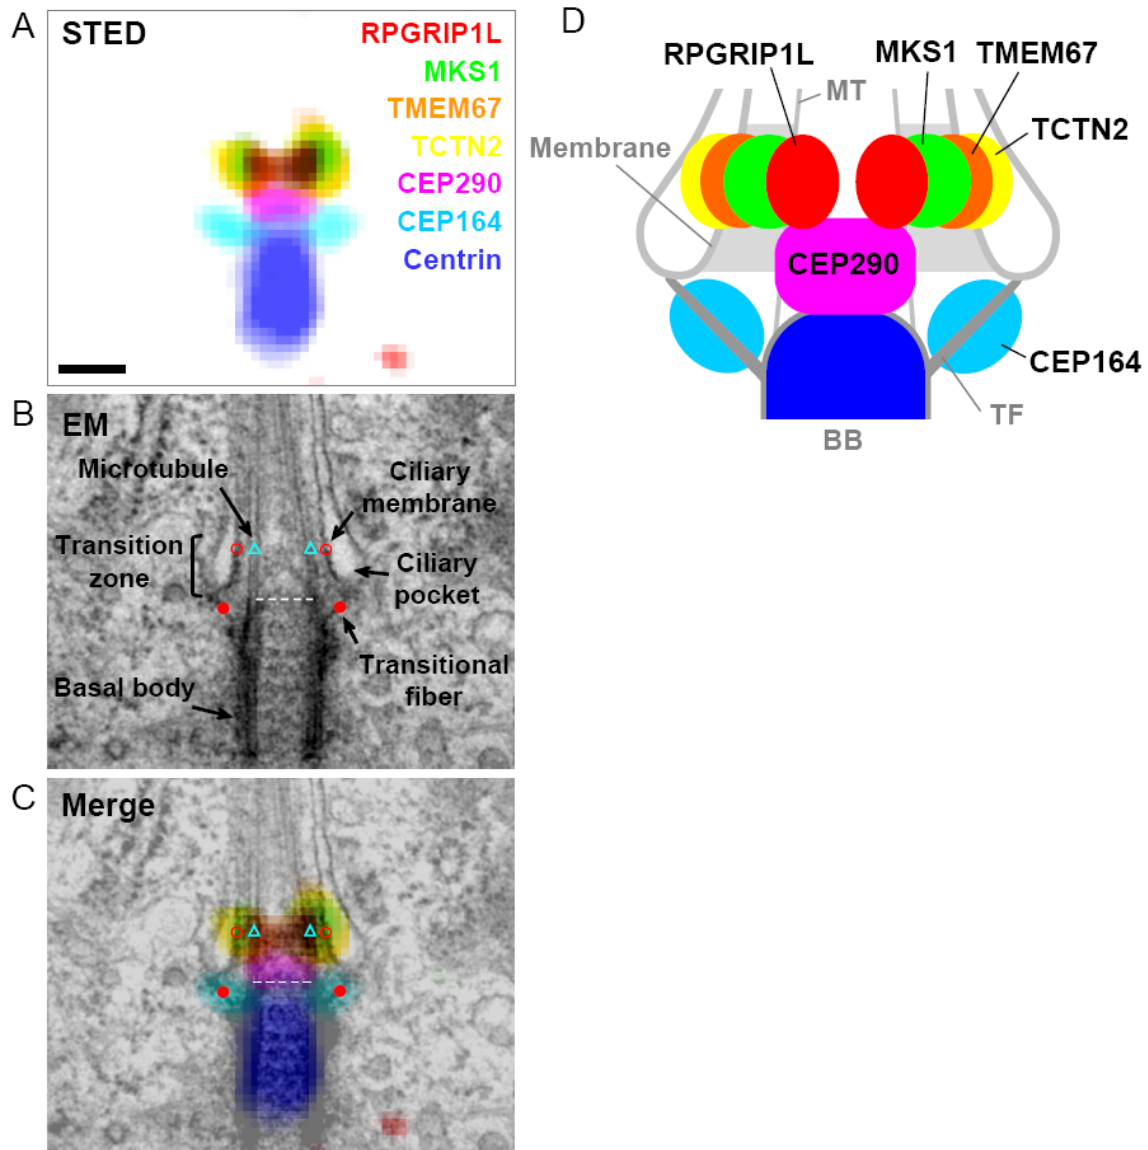 A
STED
RPGRIP1L
MKS1
TMEM67
TCTN2
CEP290
CEP164
Centrin
B
EM
Microtubule
Ciliary
membrane
Transition
zone
Ciliary
pocket
Transitional
fiber
Basal body
C
Merge
D
RPGRIP1L
MKS1
TMEM67
MT
TCTN2
Membrane
CEP290
CEP164
TF
BB